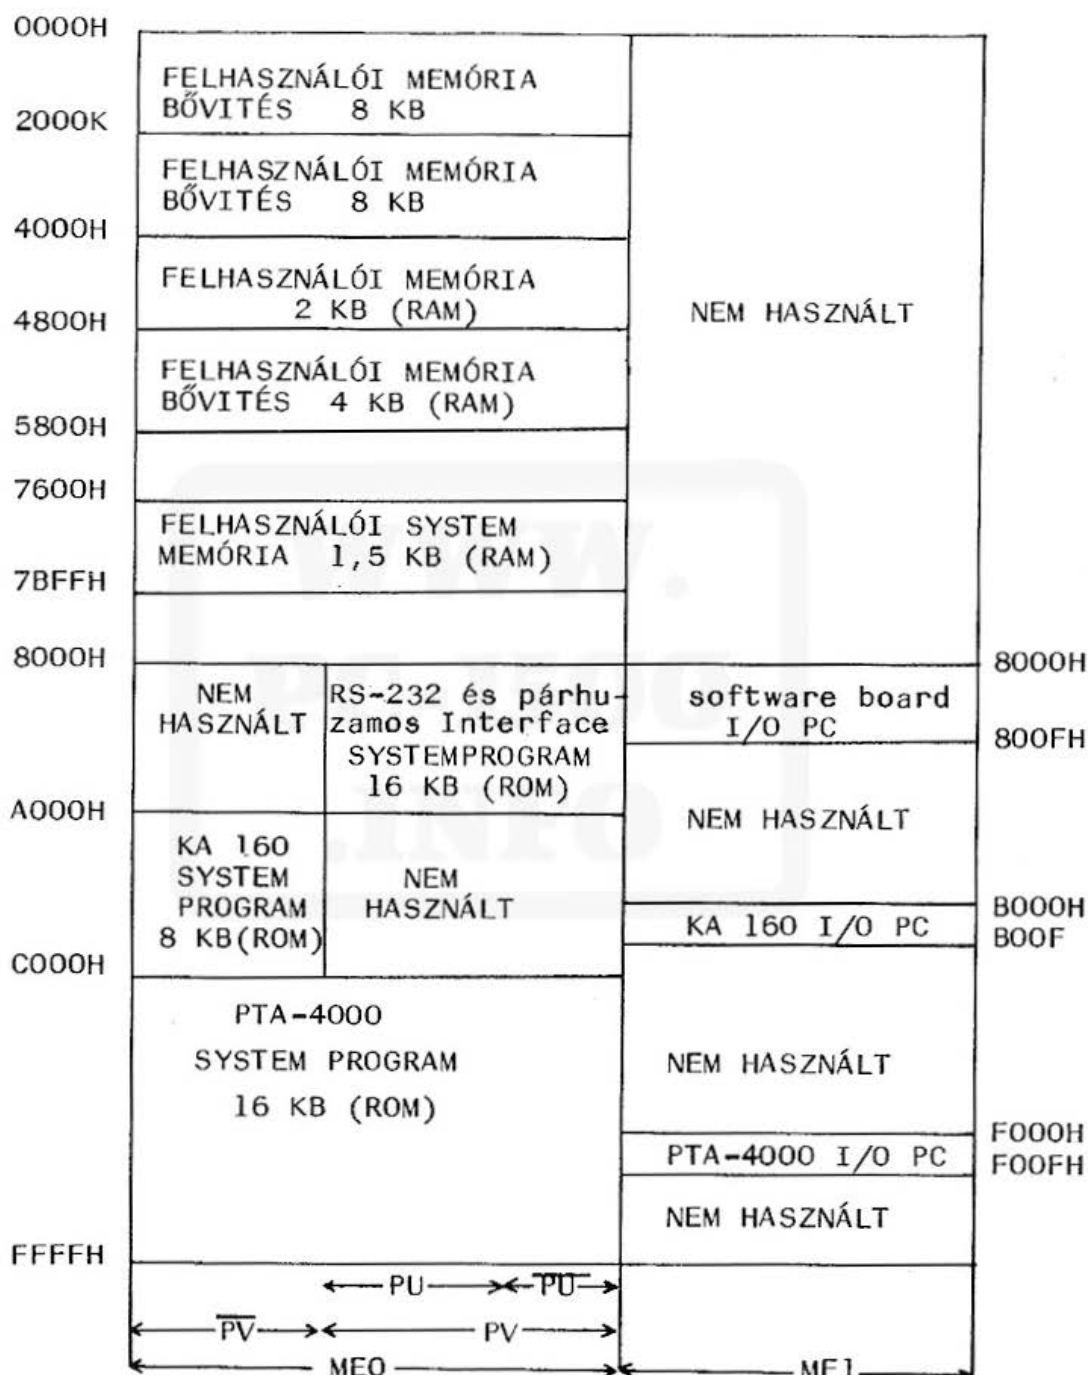 0000H
FELHASZNÁLÓI MEMÓRIA
BŐVITÉS 8 KB
2000K
FELHASZNÁLÓI MEMÓRIA
BŐVITÉS 8 KB
4000H
FELHASZNÁLÓI MEMÓRIA
2 KB (RAM)
4800H
NEM HASZNÁLT
FELHASZNÁLÓI MEMÓRIA
BŐVITÉS 4 KB (RAM)
5800H
7600H
FELHASZNÁLÓI SYSTEM
MEMÓRIA 1,5 KB (RAM)
7BFFH
8000H
8000H
NEM
HASZNÁLT
RS-232 és párhu-
zamos Interface
SYSTEMPROGRAM
16 KB (ROM)
software board
I/O PC
800FH
A000H
NEM HASZNÁLT
KA 160
SYSTEM
PROGRAM
8 KB(ROM)
NEM
HASZNÁLT
B000H
KA 160 I/O PC
B00F
C000H
PTA-4000
SYSTEM PROGRAM
16 KB (ROM)
NEM HASZNÁLT
F000H
PTA-4000 I/O PC
F00FH
NEM HASZNÁLT
FFFFH
PU
PU
PV
PV
ME0
ME1
WWW.
.INFO